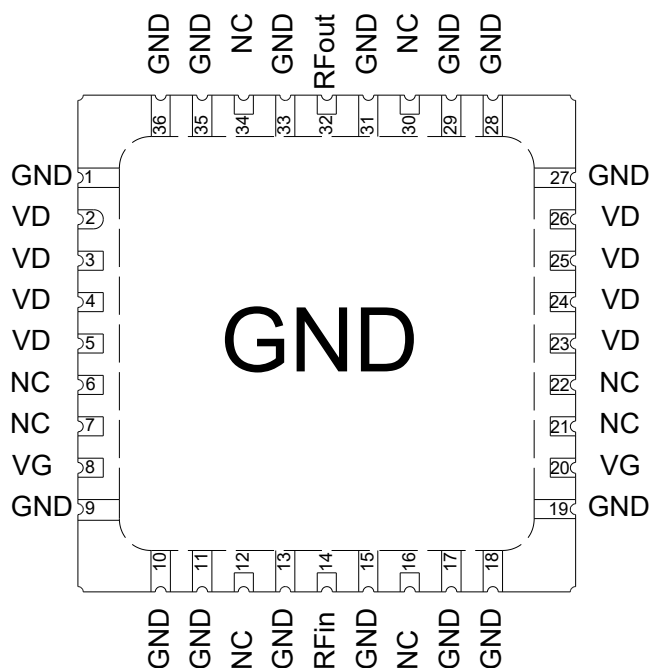 GND GND NC GND RFout GND NC GND GND
36 35 34 33 32 31 30 29 28
GND 1 27 GND
VD 2 26 VD
VD 3 25 VD
VD 4 24 VD
VD 5 23 VD
NC 6 22 NC
NC 7 21 NC
VG 8 20 VG
GND 9 19 GND
GND
10 11 12 13 14 15 16 17 18
GND GND NC GND RFin GND NC GND GND